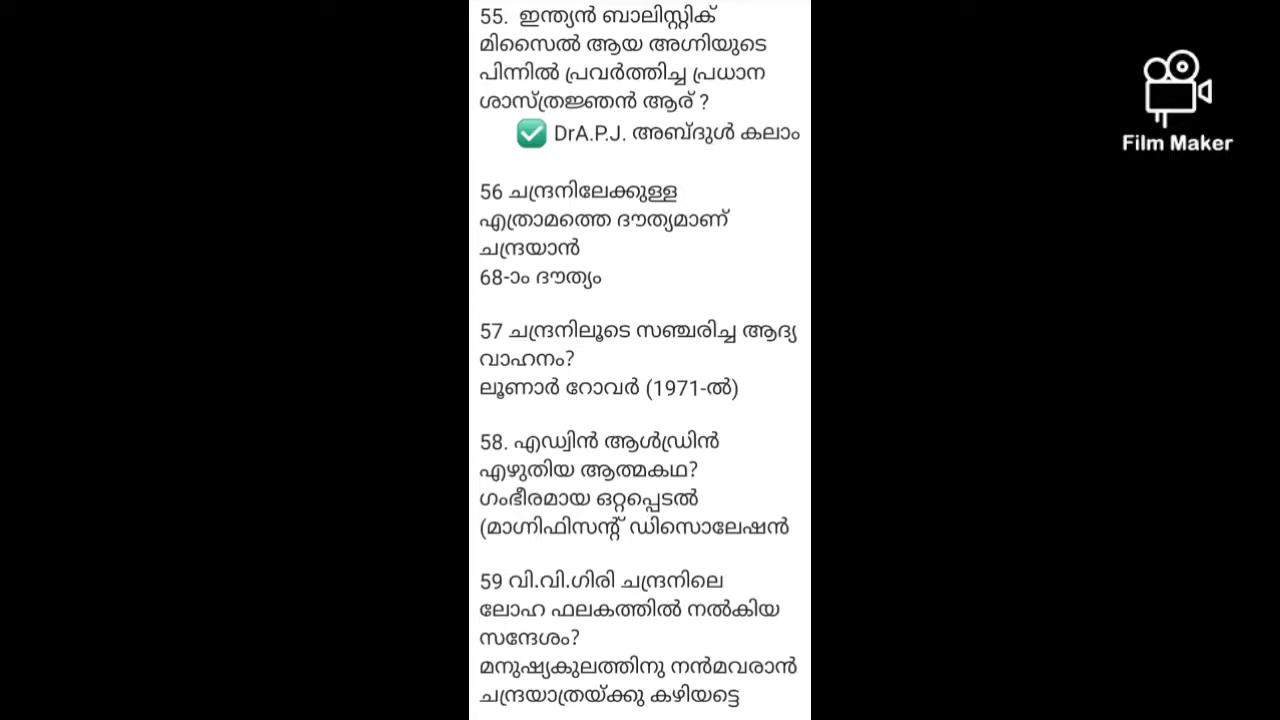 55. ഇന്ത്യൻ ബാലിസ്റ്റിക്
മിസൈൽ ആയ അഗ്നിയുടെ
പിന്നിൽ പ്രവർത്തിച്ച പ്രധാന
ശാസ്ത്രജ്ഞൻ ആര് ?
✅ DrA.P.J. അബ്ദുൾ കലാം
56 ചന്ദ്രനിലേക്കുള്ള
എത്രാമത്തെ ദൗത്യമാണ്
ചന്ദ്രയാൻ
68-ാം ദൗത്യം
57 ചന്ദ്രനിലൂടെ സഞ്ചരിച്ച ആദ്യ
വാഹനം?
ലൂണാർ റോവർ (1971-ൽ)
58. എഡ്വിൻ ആൾഡ്രിൻ
എഴുതിയ ആത്മകഥ?
ഗംഭീരമായ ഒറ്റപ്പെടൽ
(മാഗ്നിഫിസന്റ് ഡിസൊലേഷൻ
59 വി.വി.ഗിരി ചന്ദ്രനിലെ
ലോഹ ഫലകത്തിൽ നൽകിയ
സന്ദേശം?
മനുഷ്യകുലത്തിനു നൻമവരാൻ
ചന്ദ്രയാത്രയ്ക്കു കഴിയട്ടെ
Film Maker